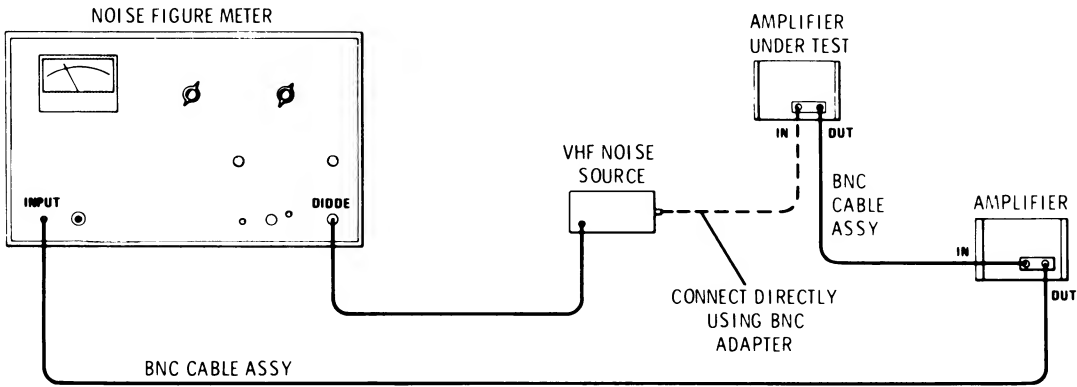 NOISE FIGURE METER
INPUT
DIODE
VHF NOISE
SOURCE
AMPLIFIER
UNDER TEST
IN
OUT
BNC
CABLE
ASSY
AMPLIFIER
IN
OUT
CONNECT DIRECTLY
USING BNC
ADAPTER
BNC CABLE ASSY